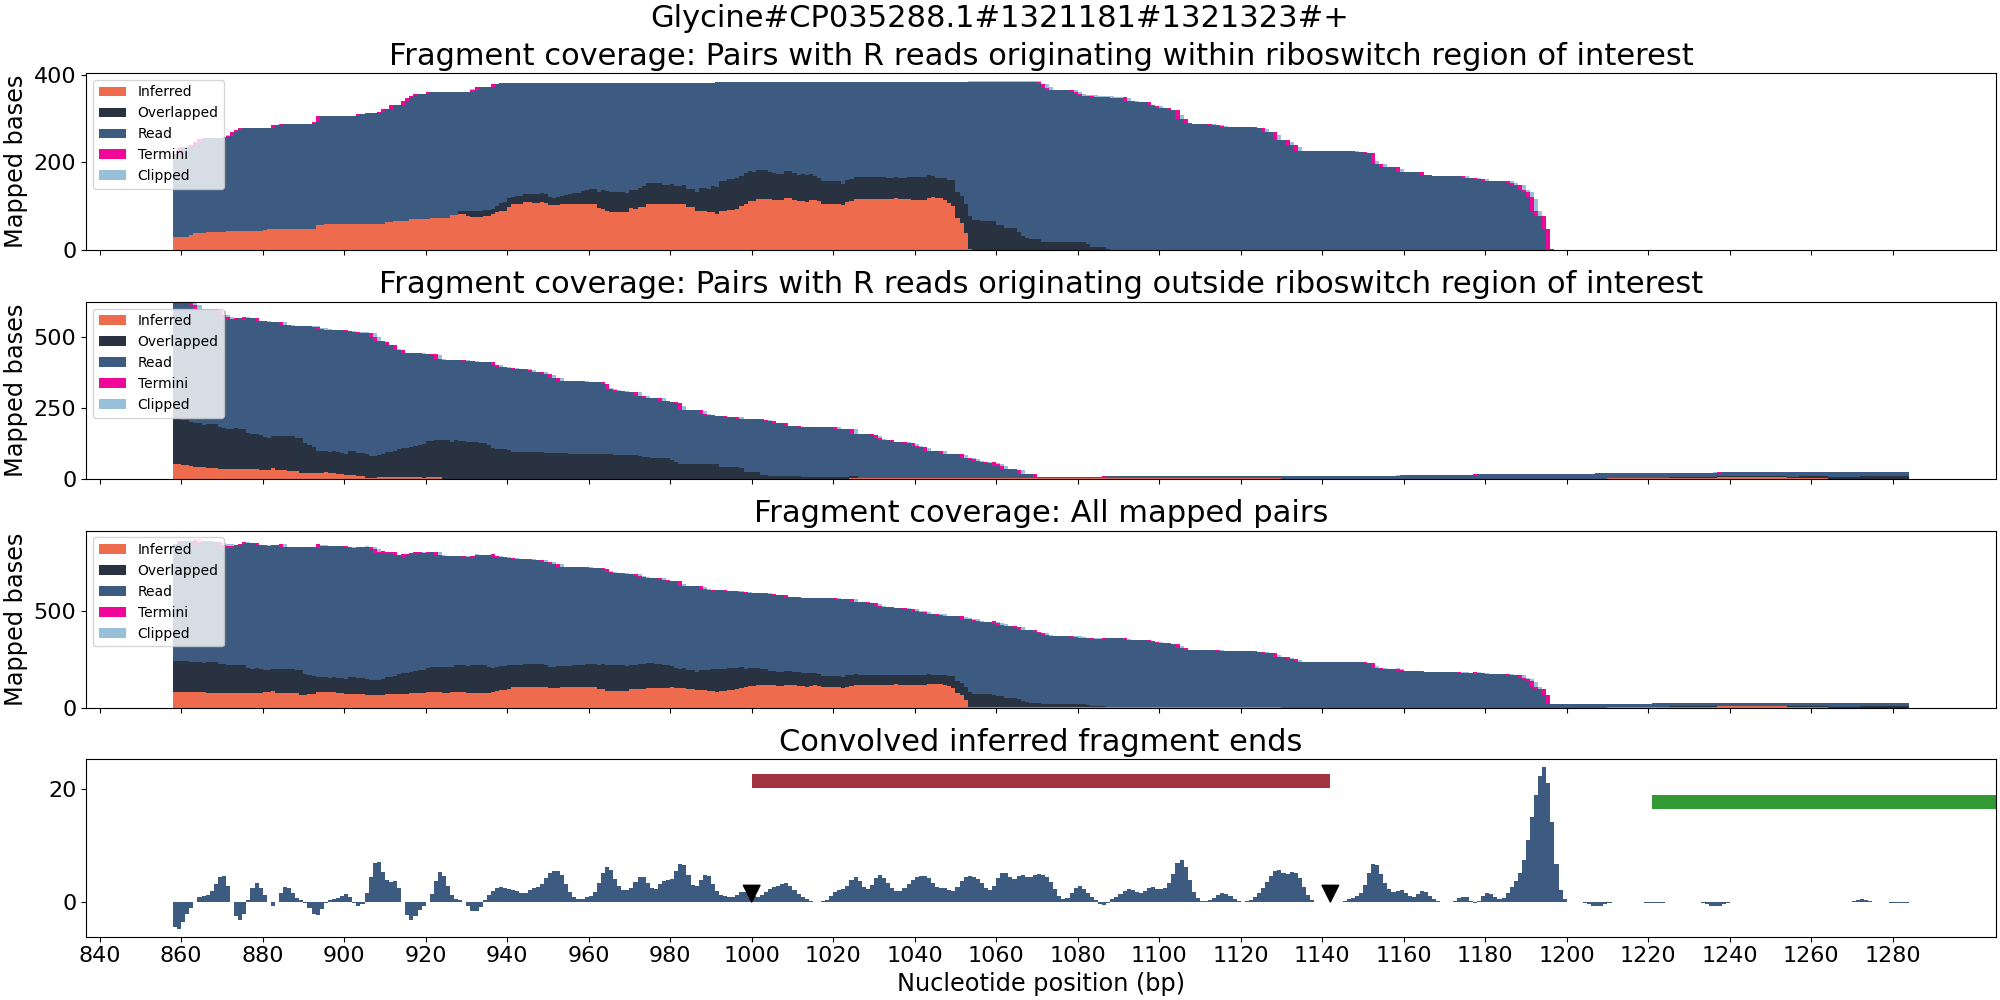 Glycine#CP035288.1#1321181#1321323#+
Fragment coverage: Pairs with R reads originating within riboswitch region of interest
Mapped bases
400
200
0
Inferred
Overlapped
Read
Termini
Clipped
Fragment coverage: Pairs with R reads originating outside riboswitch region of interest
Mapped bases
500
250
0
Inferred
Overlapped
Read
Termini
Clipped
Fragment coverage: All mapped pairs
Mapped bases
500
0
Inferred
Overlapped
Read
Termini
Clipped
Convolved inferred fragment ends
20
0
840 860 880 900 920 940 960 980 1000 1020 1040 1060 1080 1100 1120 1140 1160 1180 1200 1220 1240 1260 1280
Nucleotide position (bp)